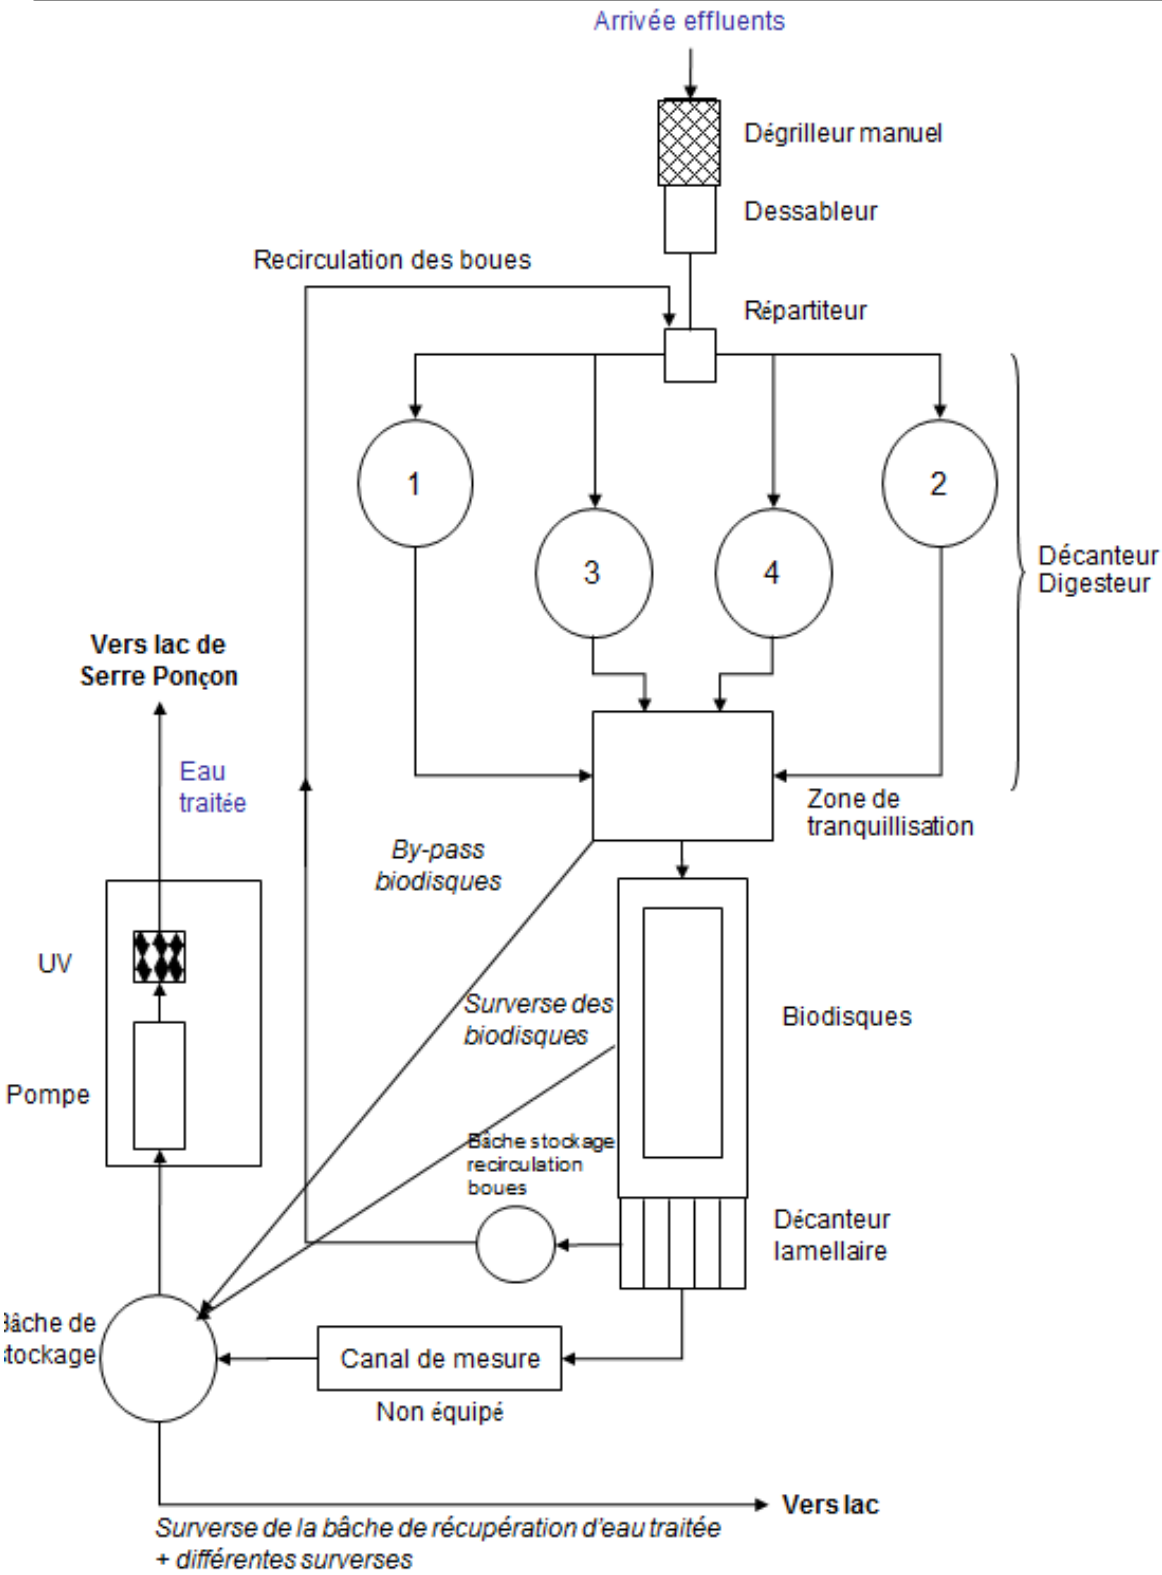 Arrivée effluents
Dégrilleur manuel
Dessableur
Recirculation des boues
Répartiteur
1
2
3
4
Décanteur
Digesteur
Vers lac de
Serre Ponçon
Eau
traitée
Zone de
tranquillisation
By-pass
biodisques
UV
Surverse des
biodisques
Biodisques
Pompe
Bâche stockage
recirculation
boues
Décanteur
lamellaire
Bâche de
stockage
Canal de mesure
Non équipé
Vers lac
Surverse de la bâche de récupération d'eau traitée
+ différentes surverses